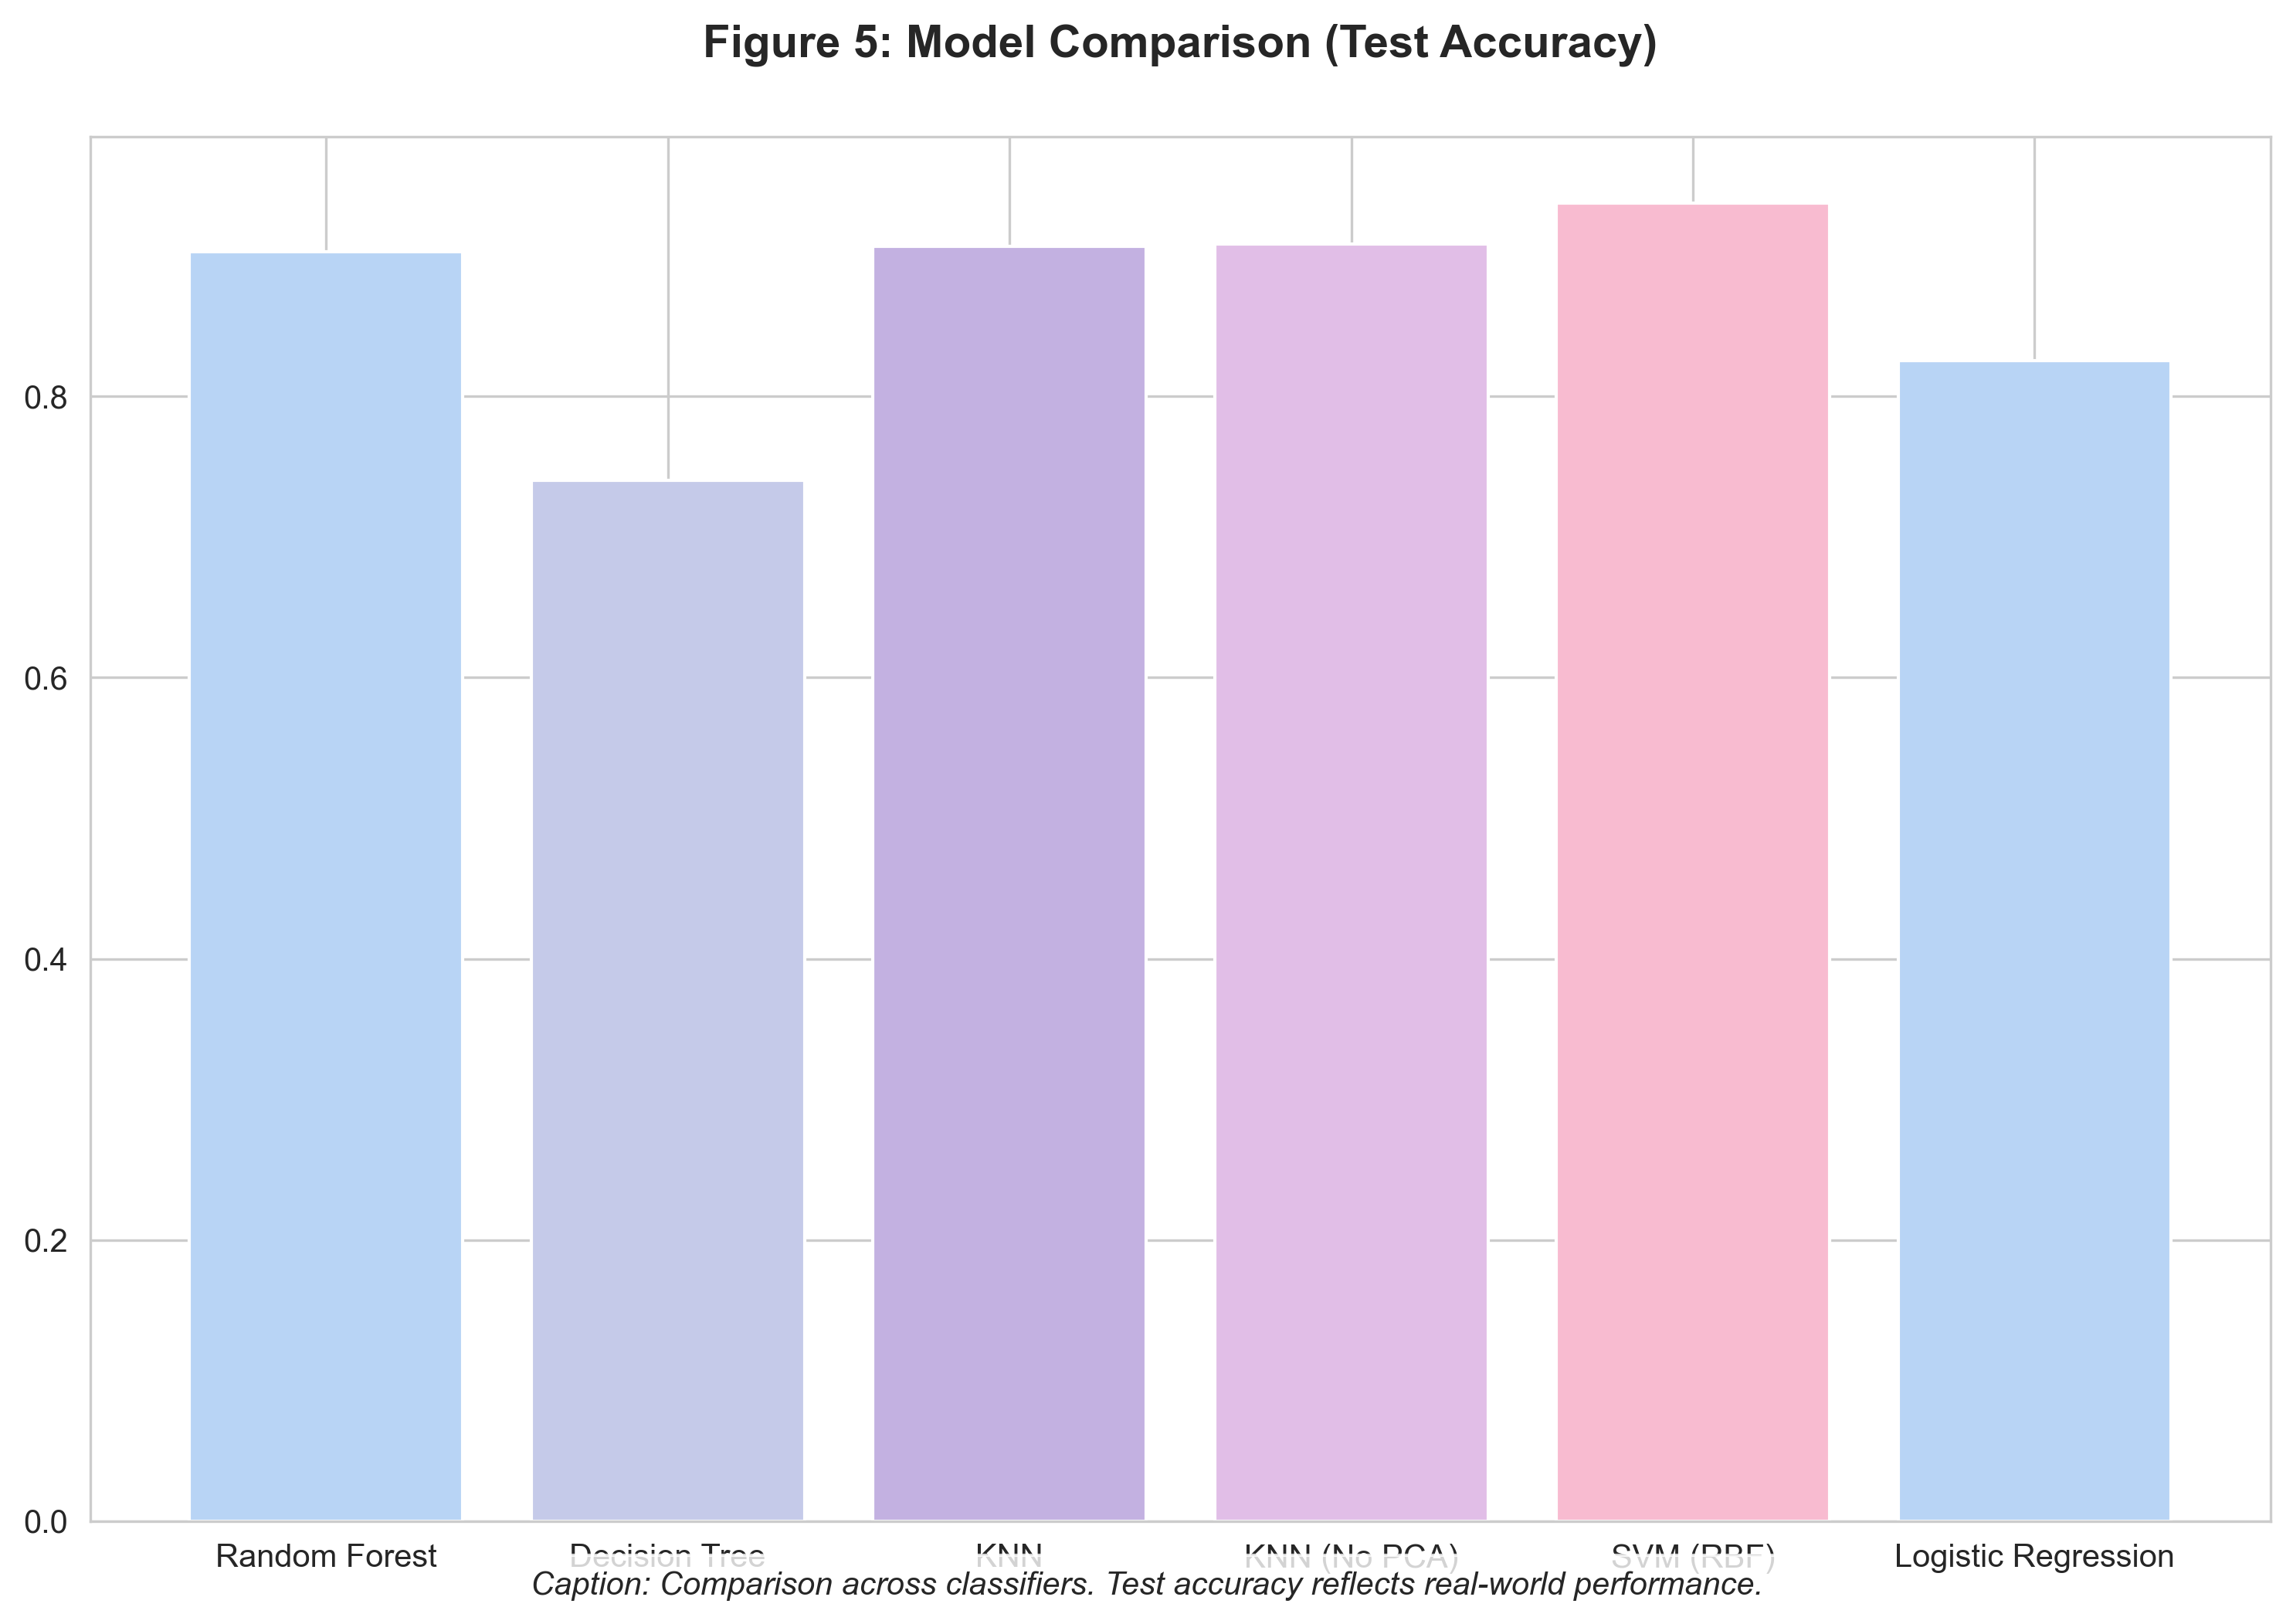 Figure 5: Model Comparison (Test Accuracy)
0.8
0.6
0.4
0.2
0.0
Random Forest Decision Tree KNN KNN (No PCA) SVM (RBF) Logistic Regression
Caption: Comparison across classifiers. Test accuracy reflects real-world performance.